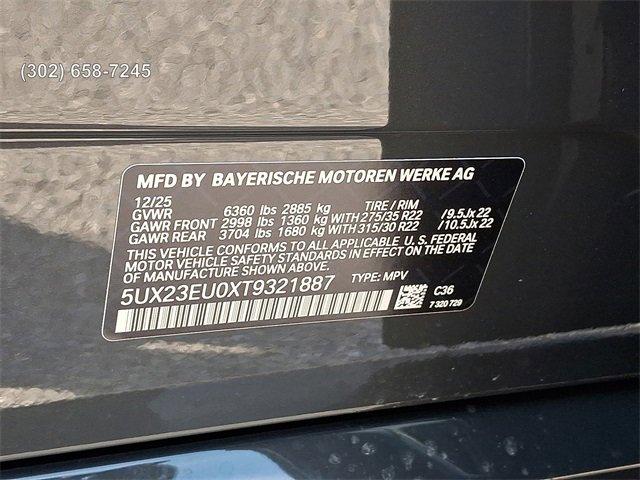 (302) 658-7245
MFD BY BAYERISCHE MOTOREN WERKE AG
12/25
GVWR 6360 lbs 2885 kg TIRE / RIM
GAWR FRONT 2998 lbs 1360 kg WITH 275/35 R22 /9.5Jx22
GAWR REAR 3704 lbs 1680 kg WITH 315/30 R22 /10.5Jx22
THIS VEHICLE CONFORMS TO ALL APPLICABLE U.S. FEDERAL
MOTOR VEHICLE SAFETY STANDARDS IN EFFECT ON THE
DATE OF MANUFACTURE SHOWN ABOVE.
5UX23EU0XT9321887 TYPE: MPV
C36
7 320 729